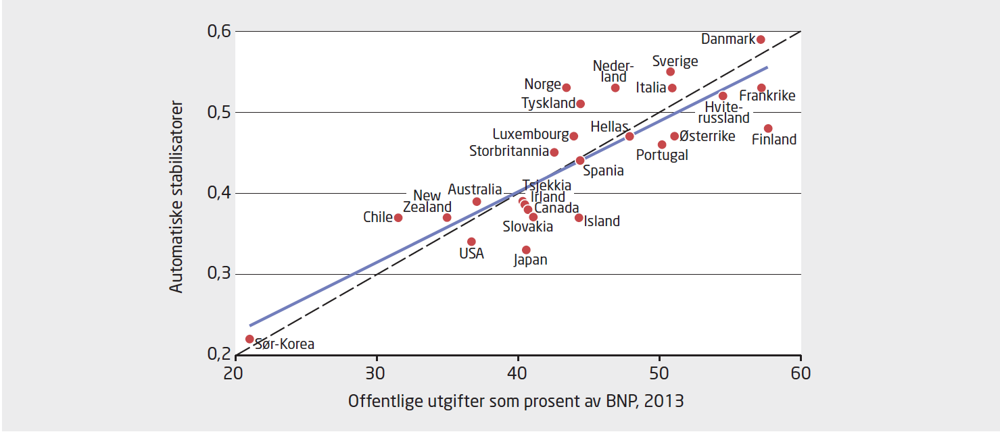 Automatiske stabilisatorer
0,6
0,5
0,4
0,3
0,2
Danmark
Sverige
Neder-
land
Norge
Italia
Tyskland
Frankrike
Hvite-
russland
Luxembourg
Hellas
Østerrike
Finland
Storbritannia
Portugal
Spania
Tsjekkia
Australia
Irland
New
Zealand
Canada
Chile
Slovakia
Island
USA
Japan
Sør-Korea
20
30
40
50
60
Offentlige utgifter som prosent av BNP, 2013